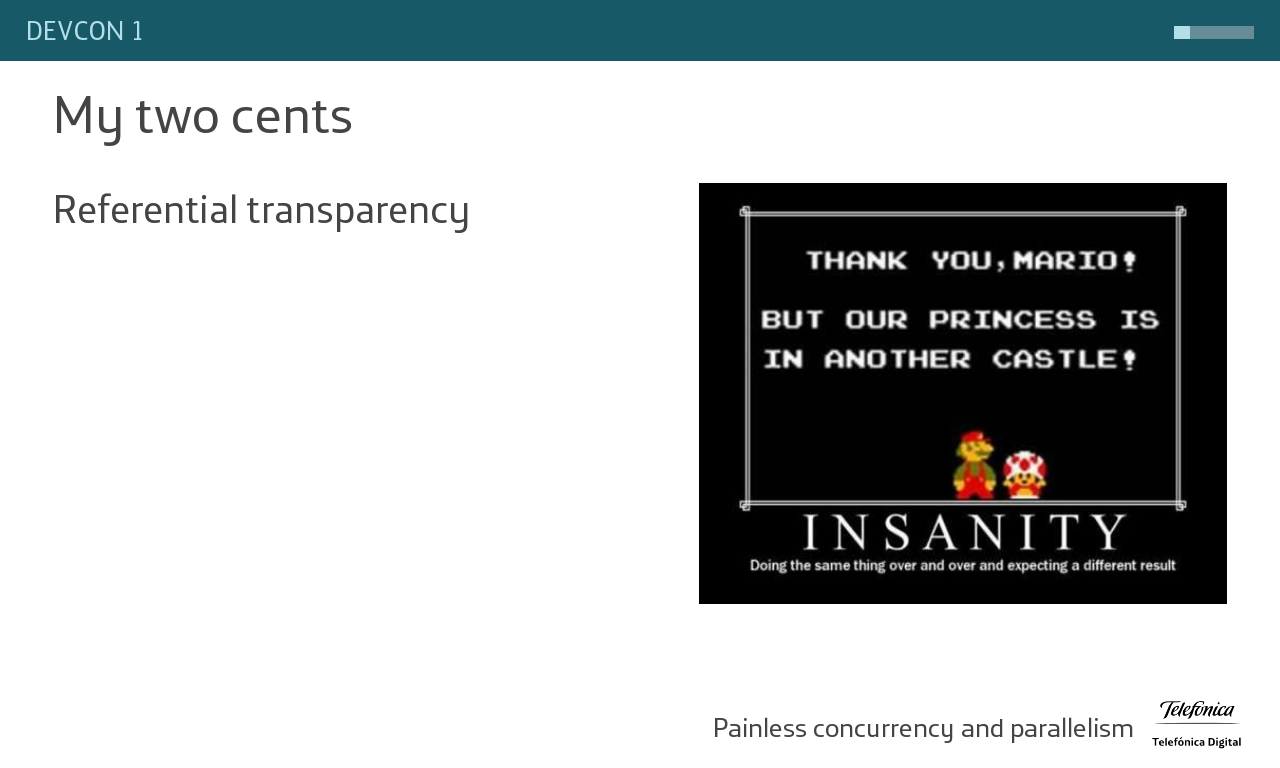 DEVCON 1
My two cents
Referential transparency
THANK YOU,MARIO!
BUT OUR PRINCESS IS
IN ANOTHER CASTLE!
INSANITY
Doing the same thing over and over and expecting a different result
Painless concurrency and parallelism
Telefónica
Telefónica Digital